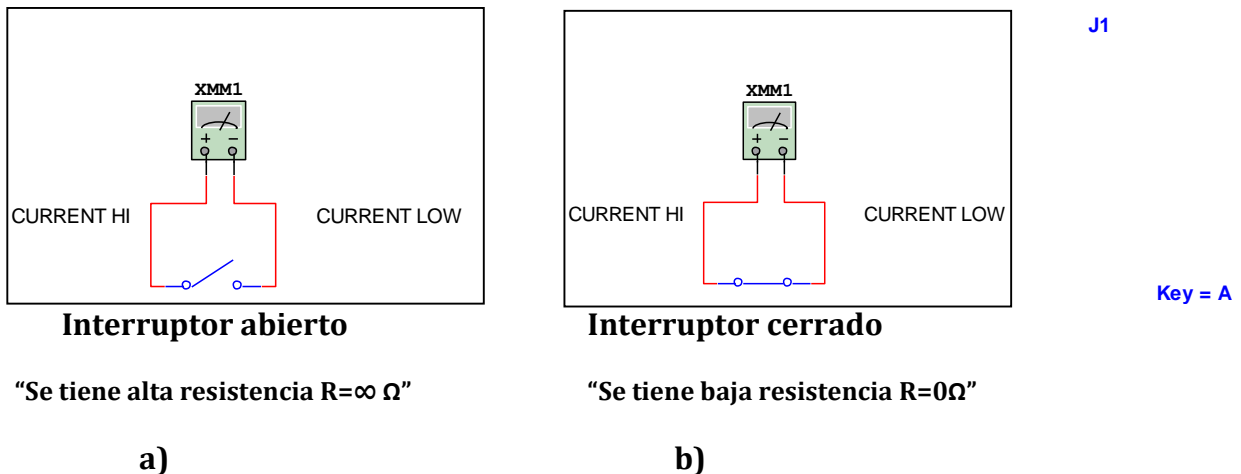 J1
XMM1
+ −
CURRENT HI
CURRENT LOW
XMM1
+ −
CURRENT HI
CURRENT LOW
Key = A
Interruptor abierto
Interruptor cerrado
“Se tiene alta resistencia R=∞ Ω”
“Se tiene baja resistencia R=0Ω”
a)
b)